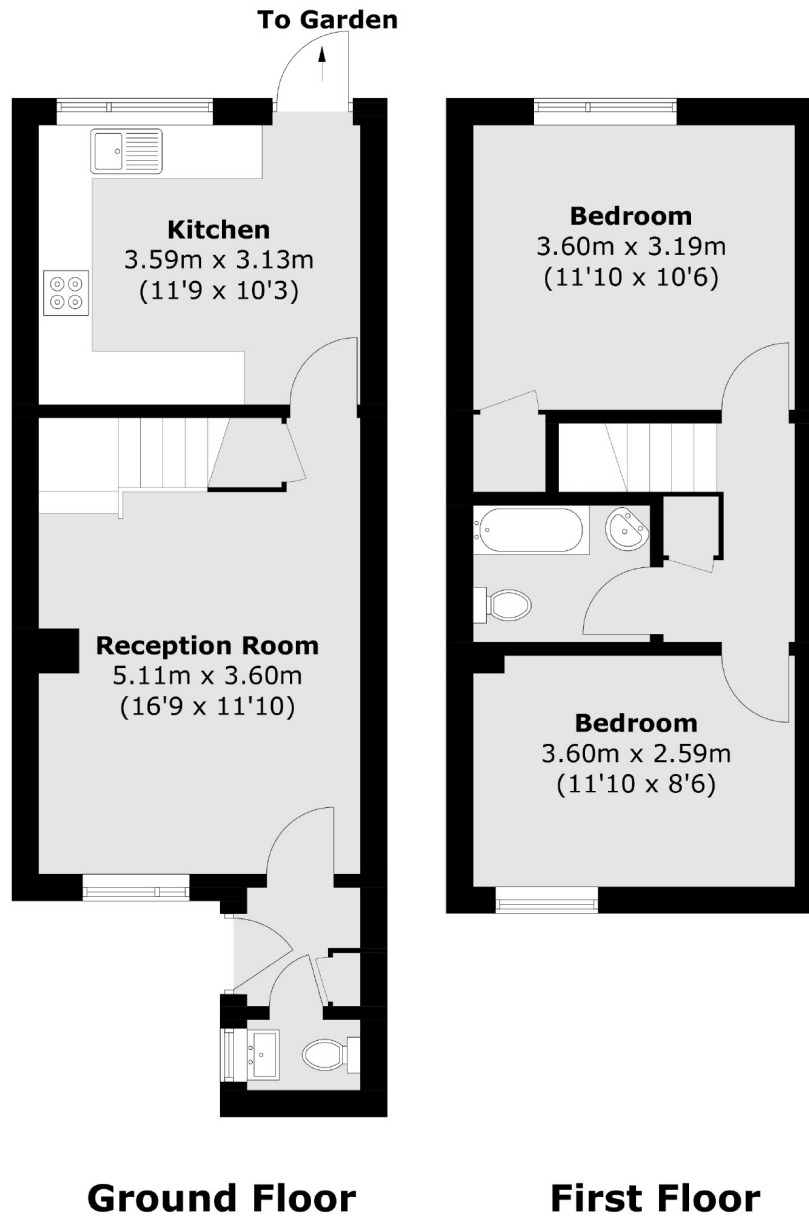 To Garden
Kitchen
3.59m x 3.13m
(11'9 x 10'3)
Bedroom
3.60m x 3.19m
(11'10 x 10'6)
Reception Room
5.11m x 3.60m
(16'9 x 11'10)
Bedroom
3.60m x 2.59m
(11'10 x 8'6)
Ground Floor
First Floor